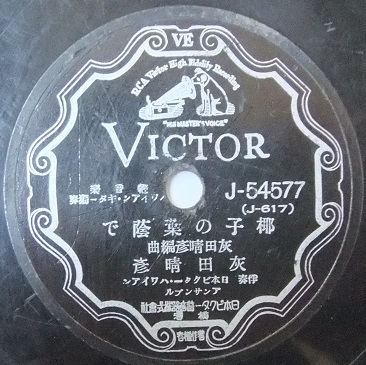 VE
RCA Victor High Fidelity Recording
"HIS MASTER'S VOICE"
VICTOR
軽音楽
ハワイアン・ギター独奏
J-54577
(J-617)
椰子の葉蔭で
灰田晴彦編曲
灰田晴彦
伴奏 日本ビクター・ハワイアン
アンサンブル
日本ビクター蓄音器株式会社
横濱